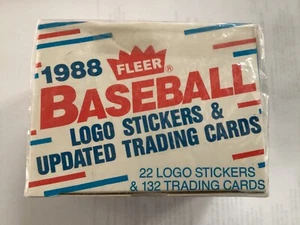 1988 FLEER®
BASEBALL
LOGO STICKERS &
UPDATED TRADING CARDS
22 LOGO STICKERS
& 132 TRADING CARDS